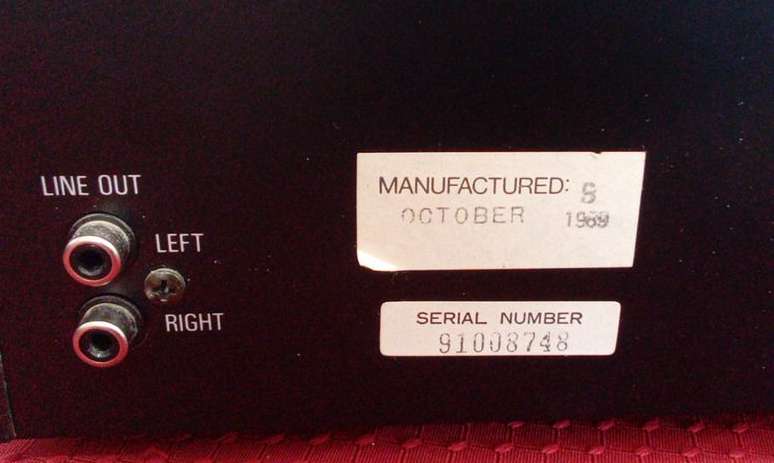 LINE OUT
LEFT
RIGHT
MANUFACTURED: S
OCTOBER 1989
SERIAL NUMBER
91008748